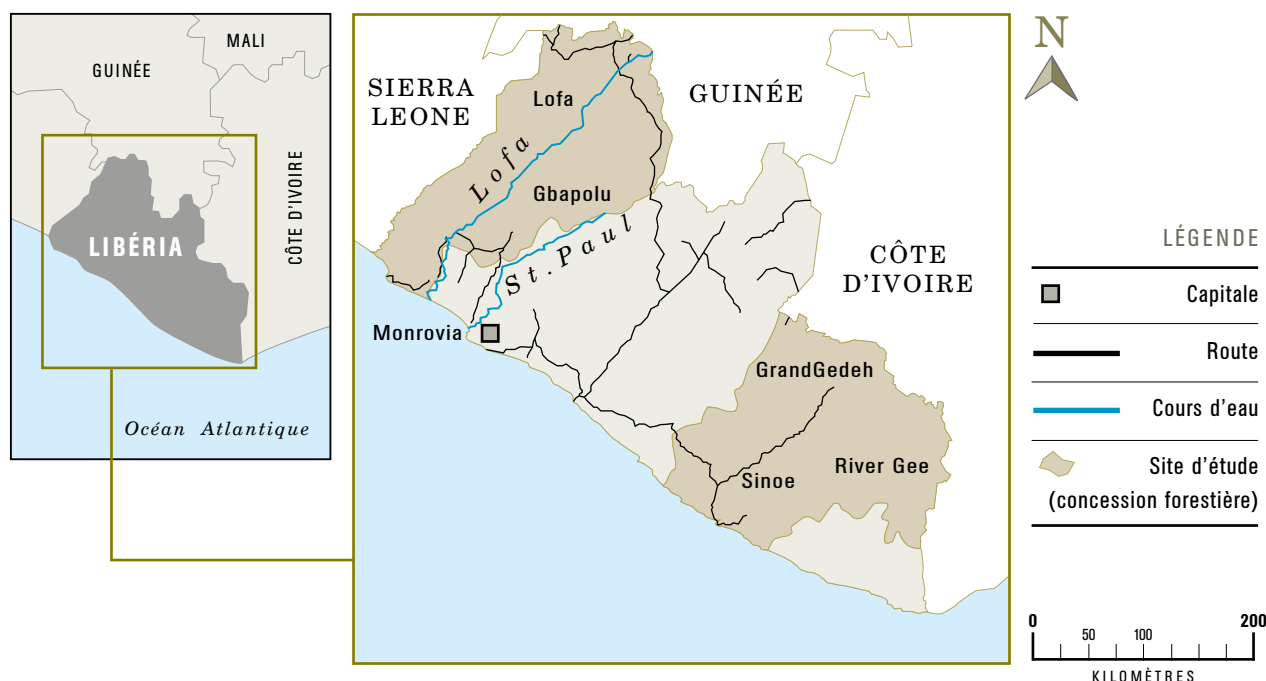 MALI
GUINÉE
CÔTE D'IVOIRE
LIBÉRIA
Océan Atlantique
SIERRA
LEONE
GUINÉE
Lofa
Lofa
Gbapolu
St. Paul
CÔTE
D'IVOIRE
Monrovia
GrandGedeh
Sinoe
River Gee
N
LÉGENDE
Capitale
Route
Cours d'eau
Site d'étude
(concession forestière)
0 50 100 200
KILOMÈTRES